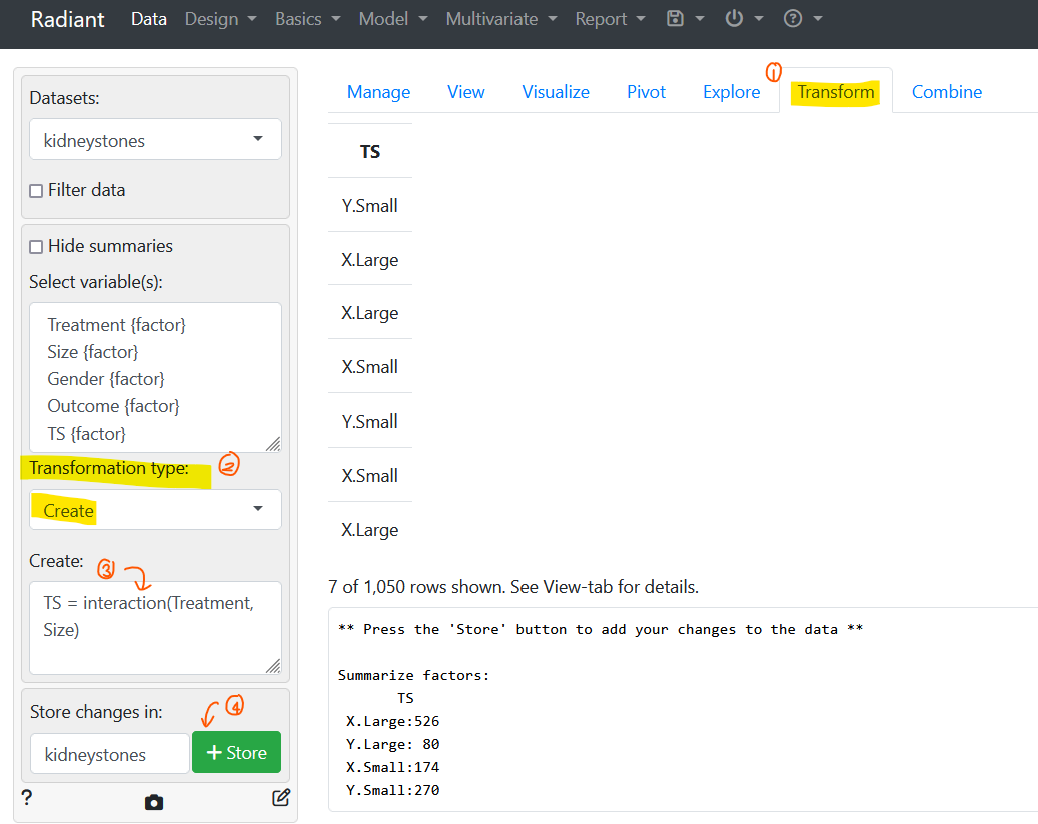 Radiant Data Design Basics Model Multivariate Report
Datasets:
kidneystones
Filter data
Hide summaries
Select variable(s):
Treatment {factor}
Size {factor}
Gender {factor}
Outcome {factor}
TS {factor}
Transformation type: 2
Create
Create:
3
TS = interaction(Treatment,
Size)
Store changes in:
4
kidneystones
+ Store
?
1
Manage View Visualize Pivot Explore Transform Combine
TS
Y.Small
X.Large
X.Large
X.Small
Y.Small
X.Small
X.Large
7 of 1,050 rows shown. See View-tab for details.
** Press the 'Store' button to add your changes to the data **
Summarize factors:
TS
X.Large:526
Y.Large: 80
X.Small:174
Y.Small:270